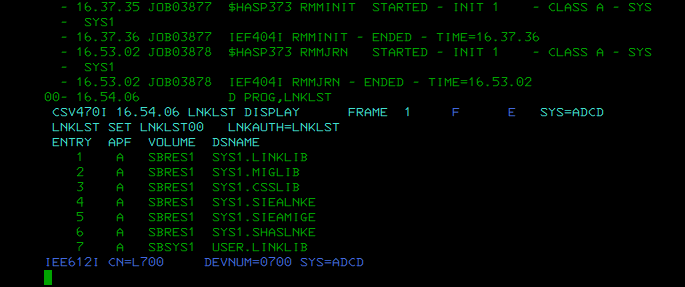 - 16.37.35 JOB03877 $HASP373 RMMINIT STARTED - INIT 1 - CLASS A - SYS
- SYS1
- 16.37.36 JOB03877 IEF404I RMMINIT - ENDED - TIME=16.37.36
- 16.53.02 JOB03878 $HASP373 RMMJRN STARTED - INIT 1 - CLASS A - SYS
- SYS1
- 16.53.02 JOB03878 IEF404I RMMJRN - ENDED - TIME=16.53.02
00- 16.54.06 D PROG,LNKLST
CSV470I 16.54.06 LNKLST DISPLAY FRAME 1 F E SYS=ADCD
LNKLST SET LNKLST00 LNKAUTH=LNKLST
ENTRY APF VOLUME DSNAME
1 A SBRES1 SYS1.LINKLIB
2 A SBRES1 SYS1.MIGLIB
3 A SBRES1 SYS1.CSSLIB
4 A SBRES1 SYS1.SIEALNKE
5 A SBRES1 SYS1.SIEAMIGE
6 A SBRES1 SYS1.SHASLNKE
7 A SBSYS1 USER.LINKLIB
IEE612I CN=L700 DEVNUM=0700 SYS=ADCD